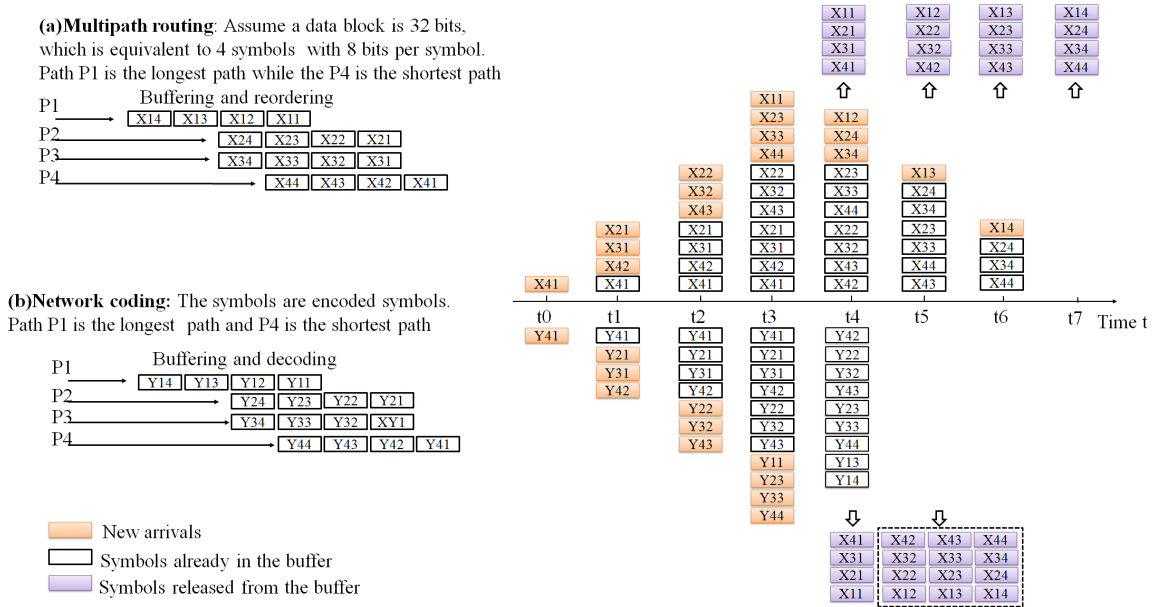 (a)Multipath routing: Assume a data block is 32 bits,
which is equivalent to 4 symbols with 8 bits per symbol.
Path P1 is the longest path while the P4 is the shortest path
Buffering and reordering
P1
X14 X13 X12 X11
P2
X24 X23 X22 X21
P3
X34 X33 X32 X31
P4
X44 X43 X42 X41
(b)Network coding: The symbols are encoded symbols.
Path P1 is the longest path and P4 is the shortest path
Buffering and decoding
P1
Y14 Y13 Y12 Y11
P2
Y24 Y23 Y22 Y21
P3
Y34 Y33 Y32 XY1
P4
Y44 Y43 Y42 Y41
New arrivals
Symbols already in the buffer
Symbols released from the buffer
X11 X12 X13 X14
X21 X22 X23 X24
X31 X32 X33 X34
X41 X42 X43 X44
X11
X23 X12
X33 X24
X44 X34
X22 X22 X23 X13
X32 X32 X33 X24
X43 X43 X44 X34
X21 X21 X21 X22 X23 X14
X31 X31 X31 X32 X33 X24
X42 X42 X42 X43 X44 X34
X41 X41 X41 X41 X42 X43 X44
t0 t1 t2 t3 t4 t5 t6 t7 Time t
Y41 Y41 Y41 Y41 Y42
Y21 Y21 Y21 Y22
Y31 Y31 Y31 Y32
Y42 Y42 Y42 Y43
Y22 Y22 Y23
Y32 Y32 Y33
Y43 Y43 Y44
Y11 Y13
Y23 Y14
Y33
Y44
X41 X42 X43 X44
X31 X32 X33 X34
X21 X22 X23 X24
X11 X12 X13 X14